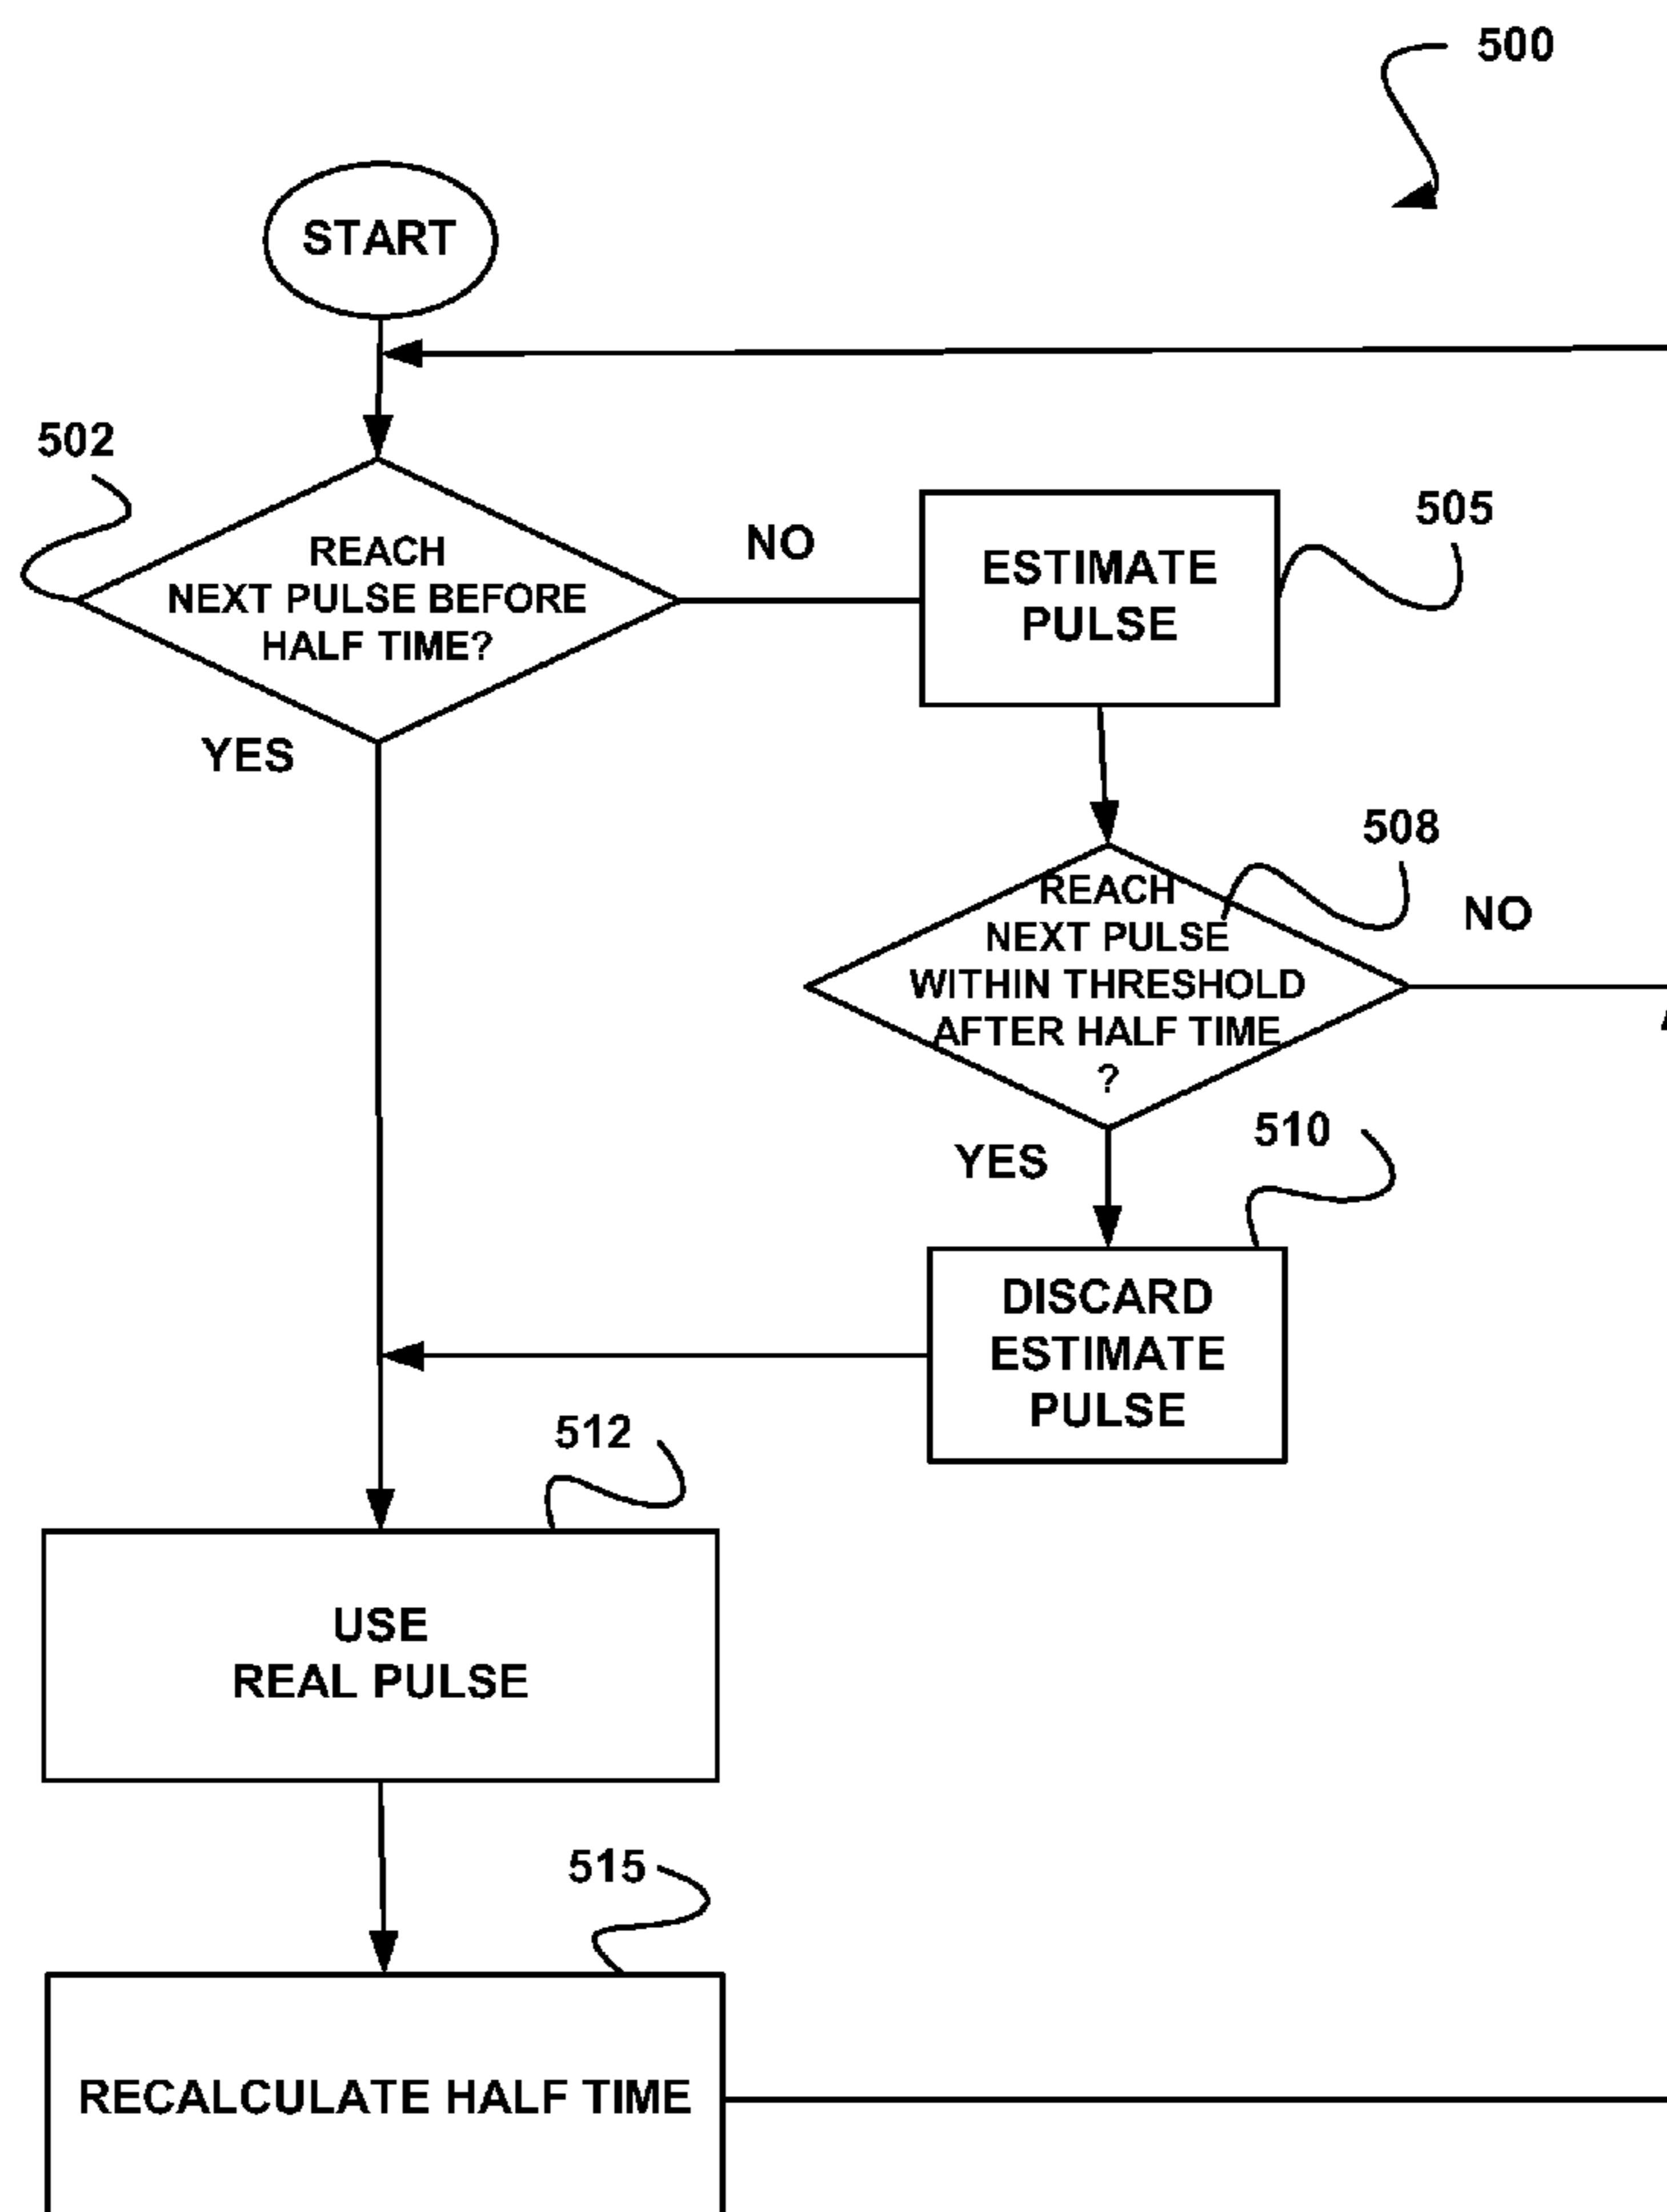 500
START
502
REACH
NEXT PULSE BEFORE
HALF TIME?
NO
YES
ESTIMATE
PULSE
505
508
REACH
NEXT PULSE
WITHIN THRESHOLD
AFTER HALF TIME
?
NO
YES
510
DISCARD
ESTIMATE
PULSE
512
USE
REAL PULSE
515
RECALCULATE HALF TIME